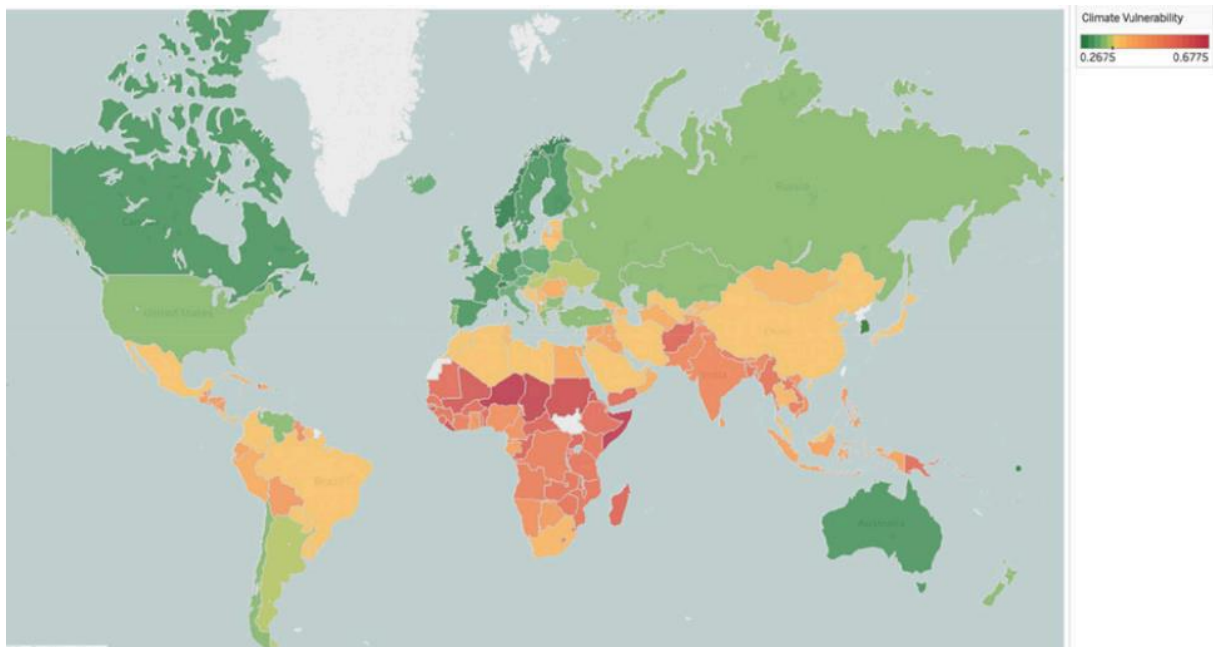 Climate Vulnerability
0.2675 0.6775
Russia
United States
China
India
Brazil
Australia